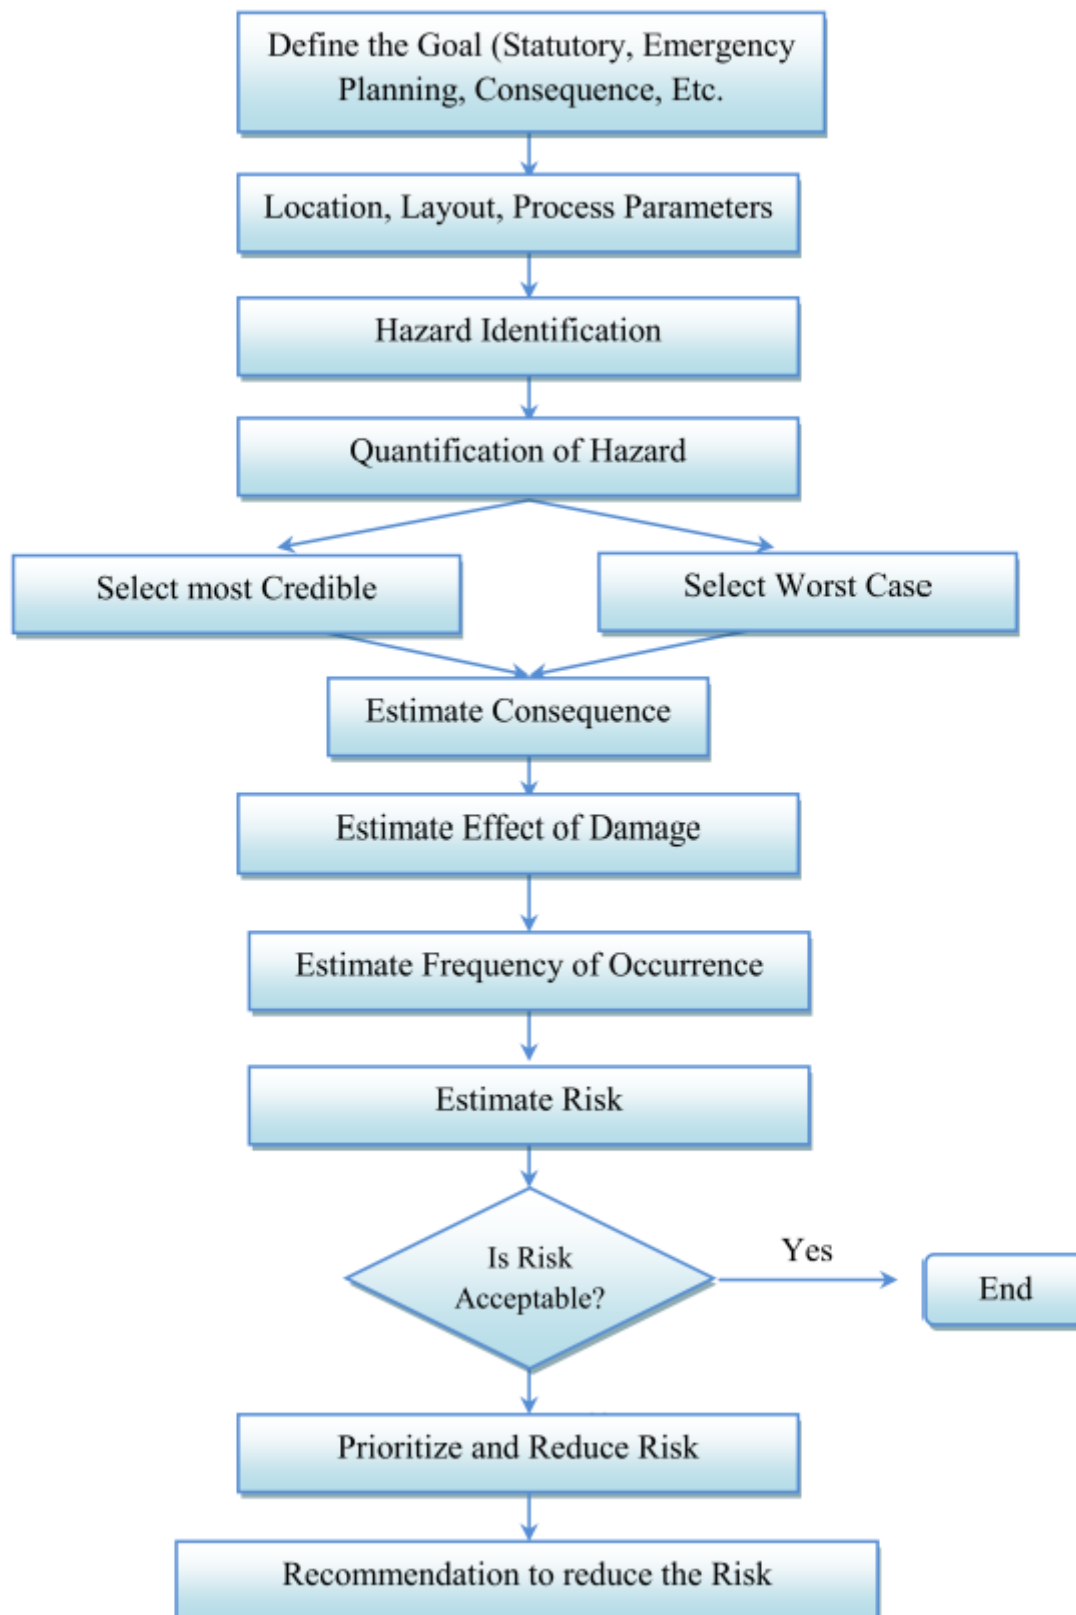 Define the Goal (Statutory, Emergency
Planning, Consequence, Etc.
Location, Layout, Process Parameters
Hazard Identification
Quantification of Hazard
Select most Credible
Select Worst Case
Estimate Consequence
Estimate Effect of Damage
Estimate Frequency of Occurrence
Estimate Risk
Is Risk
Acceptable?
Yes
End
Prioritize and Reduce Risk
Recommendation to reduce the Risk